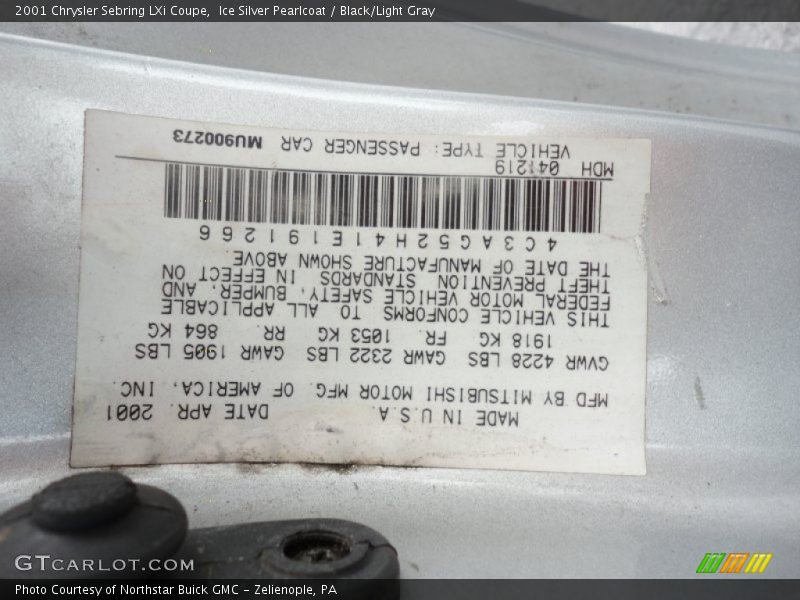 2001 Chrysler Sebring LXi Coupe,  Ice Silver Pearlcoat / Black/Light Gray
MADE IN U.S.A.    DATE APR. 2001
MFD BY MITSUBISHI MOTOR MFG. OF AMERICA, INC.
GVWR 4228 LBS  GAWR 2322 LBS  GAWR 1905 LBS
1918 KG  FR. 1053 KG  RR. 864 KG
THIS VEHICLE CONFORMS TO ALL APPLICABLE
FEDERAL MOTOR VEHICLE SAFETY, BUMPER, AND
THEFT PREVENTION STANDARDS IN EFFECT ON
THE DATE OF MANUFACTURE SHOWN ABOVE
4C3AG52H41E191266
MDH 041219
VEHICLE TYPE: PASSENGER CAR  MU900273
GTCARLOT.COM
Photo Courtesy of Northstar Buick GMC - Zelienople, PA